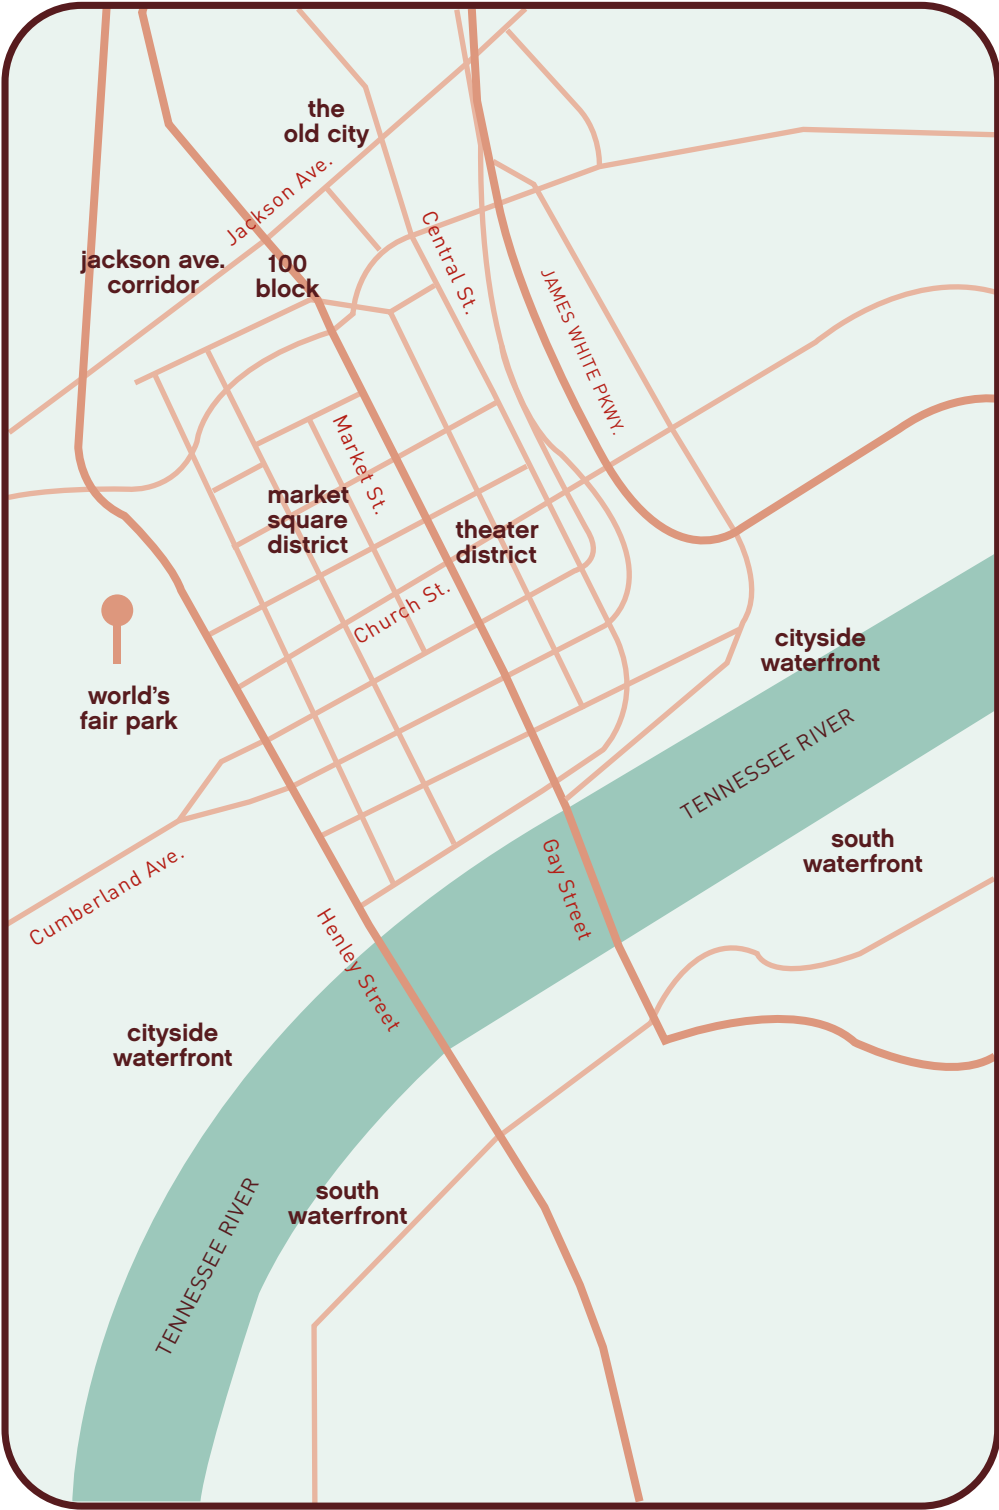 the
old city
Jackson Ave.
Central St.
jackson ave.
corridor
100
block
JAMES WHITE PKWY.
Market St.
market
square
district
theater
district
Church St.
cityside
waterfront
world's
fair park
TENNESSEE RIVER
south
waterfront
Gay Street
Cumberland Ave.
Henley Street
cityside
waterfront
south
waterfront
TENNESSEE RIVER